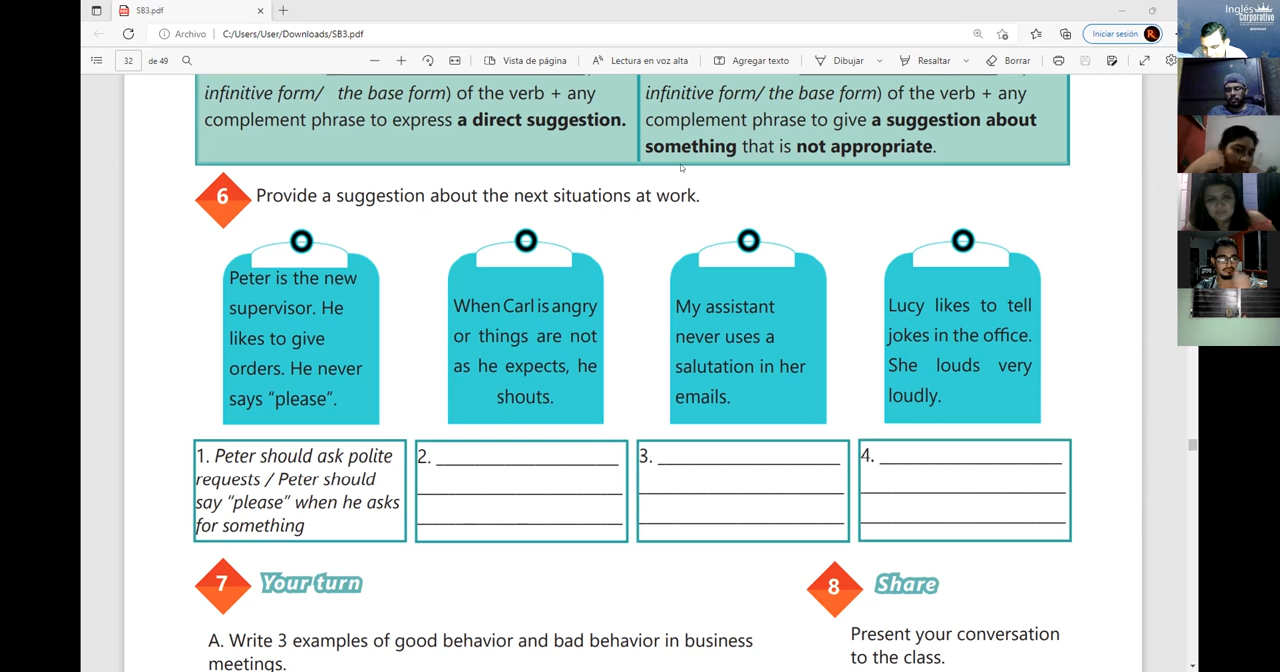 SB3.pdf
Archivo
C:/Users/User/Downloads/SB3.pdf
Iniciar sesión
R
32
de 49
Vista de página
Lectura en voz alta
Agregar texto
Dibujar
Resaltar
Borrar
Inglés
Corporativo
infinitive form/ the base form) of the verb + any
complement phrase to express a direct suggestion.
infinitive form/ the base form) of the verb + any
complement phrase to give a suggestion about
something that is not appropriate.
6
Provide a suggestion about the next situations at work.
Peter is the new
supervisor. He
likes to give
orders. He never
says “please”.
When Carl is angry
or things are not
as he expects, he
shouts.
My assistant
never uses a
salutation in her
emails.
Lucy likes to tell
jokes in the office.
She louds very
loudly.
1. Peter should ask polite
requests / Peter should
say “please” when he asks
for something
2. ____________________
3. ____________________
4. ____________________
7
Your turn
A. Write 3 examples of good behavior and bad behavior in business
meetings.
8
Share
Present your conversation
to the class.